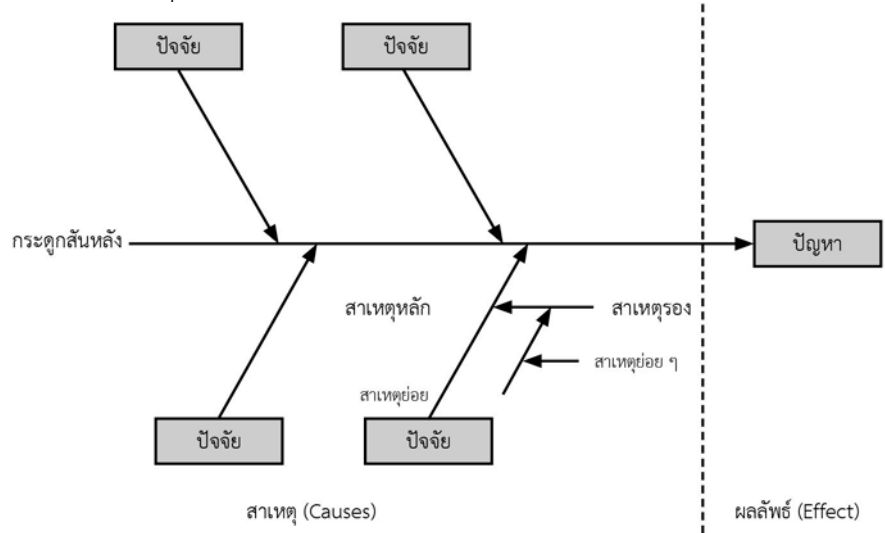 ปัจจัย
ปัจจัย
กระดูกสันหลัง
ปัญหา
สาเหตุหลัก
สาเหตุรอง
สาเหตุย่อย ๆ
สาเหตุย่อย
ปัจจัย
ปัจจัย
สาเหตุ (Causes)
ผลลัพธ์ (Effect)